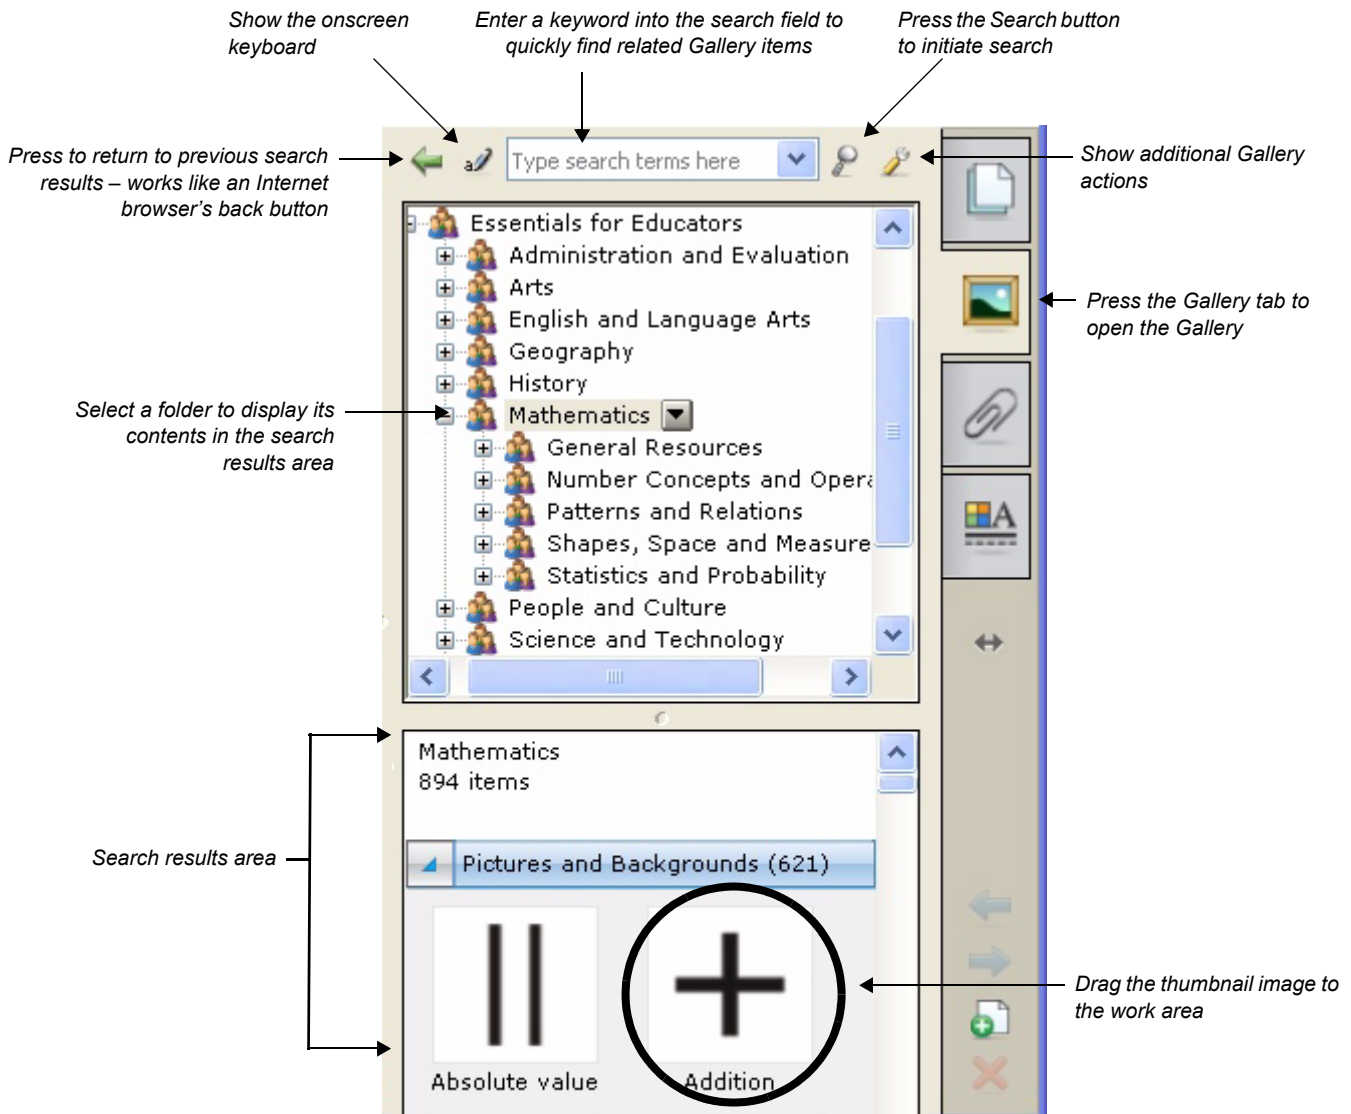 Show the onscreen
keyboard
Enter a keyword into the search field to
quickly find related Gallery items
Press the Search button
to initiate search
Press to return to previous search
results – works like an Internet
browser's back button
a
Type search terms here
Show additional Gallery
actions
Essentials for Educators
Administration and Evaluation
Arts
English and Language Arts
Geography
History
Mathematics
General Resources
Number Concepts and Opera
Patterns and Relations
Shapes, Space and Measure
Statistics and Probability
People and Culture
Science and Technology
Press the Gallery tab to
open the Gallery
Select a folder to display its
contents in the search
results area
A
Mathematics
894 items
Search results area
Pictures and Backgrounds (621)
Absolute value
Addition
Drag the thumbnail image to
the work area